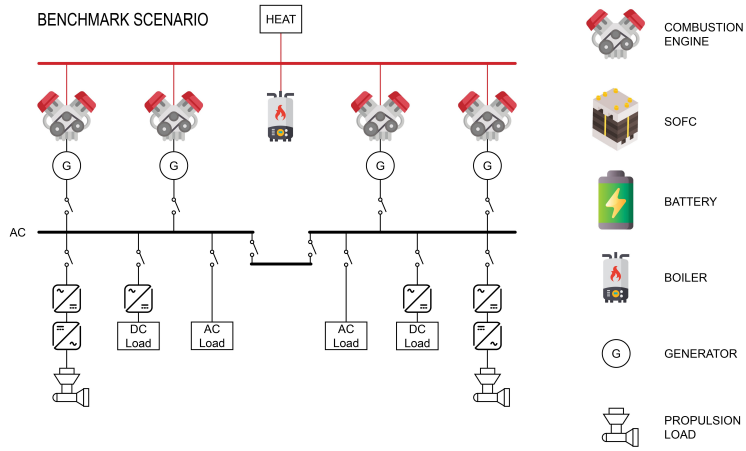 BENCHMARK SCENARIO
HEAT
COMBUSTION
ENGINE
SOFC
G
G
G
G
BATTERY
AC
BOILER
DC
Load
AC
Load
AC
Load
DC
Load
G
GENERATOR
PROPULSION
LOAD